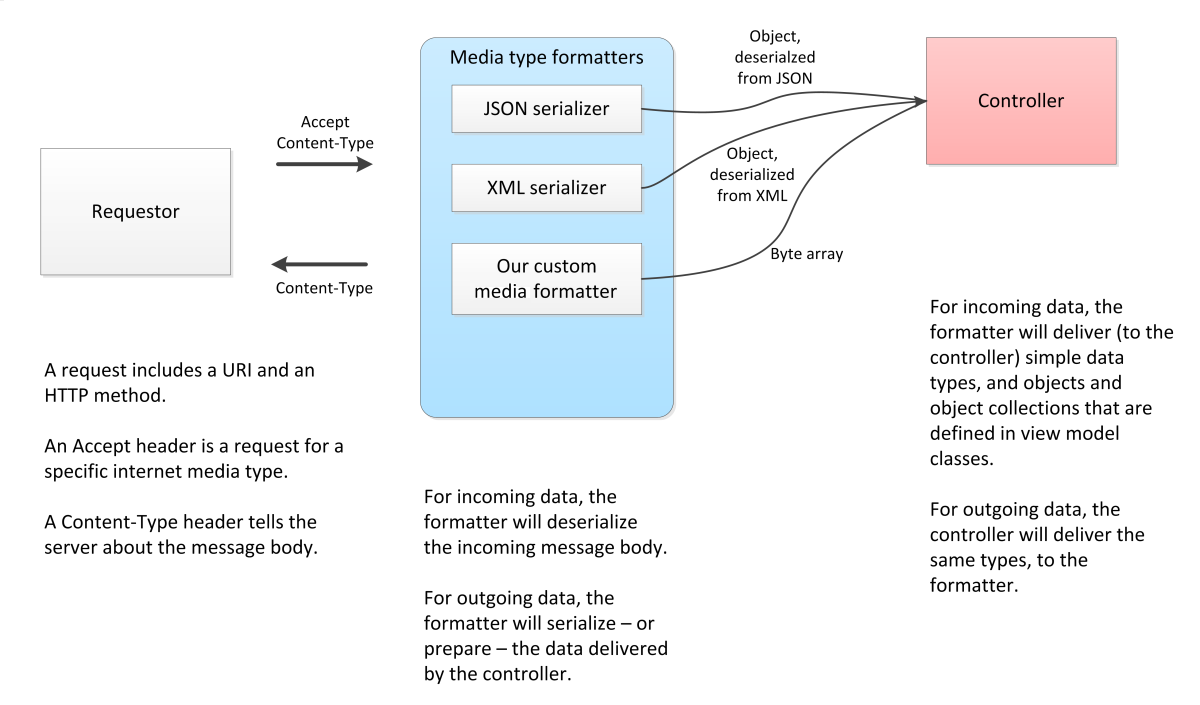 Media type formatters
JSON serializer
XML serializer
Our custom
media formatter
Requestor
Accept
Content-Type
Content-Type
Object,
deserialzed
from JSON
Object,
deserialized
from XML
Byte array
Controller
A request includes a URI and an
HTTP method.
An Accept header is a request for a
specific internet media type.
A Content-Type header tells the
server about the message body.
For incoming data, the
formatter will deserialize
the incoming message body.
For outgoing data, the
formatter will serialize – or
prepare – the data delivered
by the controller.
For incoming data, the
formatter will deliver (to the
controller) simple data
types, and objects and
object collections that are
defined in view model
classes.
For outgoing data, the
controller will deliver the
same types, to the
formatter.